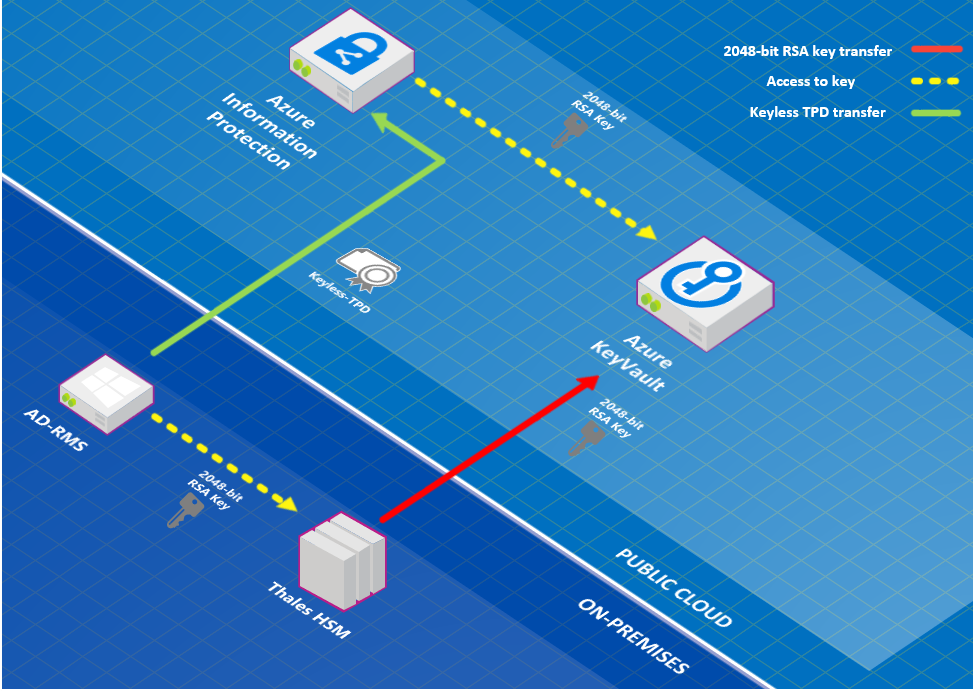 2048-bit RSA key transfer
Access to key
Keyless TPD transfer
Azure
Information
Protection
2048-bit
RSA Key
Keyless-TPD
Azure
KeyVault
AD-RMS
2048-bit
RSA Key
2048-bit
RSA Key
Thales HSM
PUBLIC CLOUD
ON-PREMISES